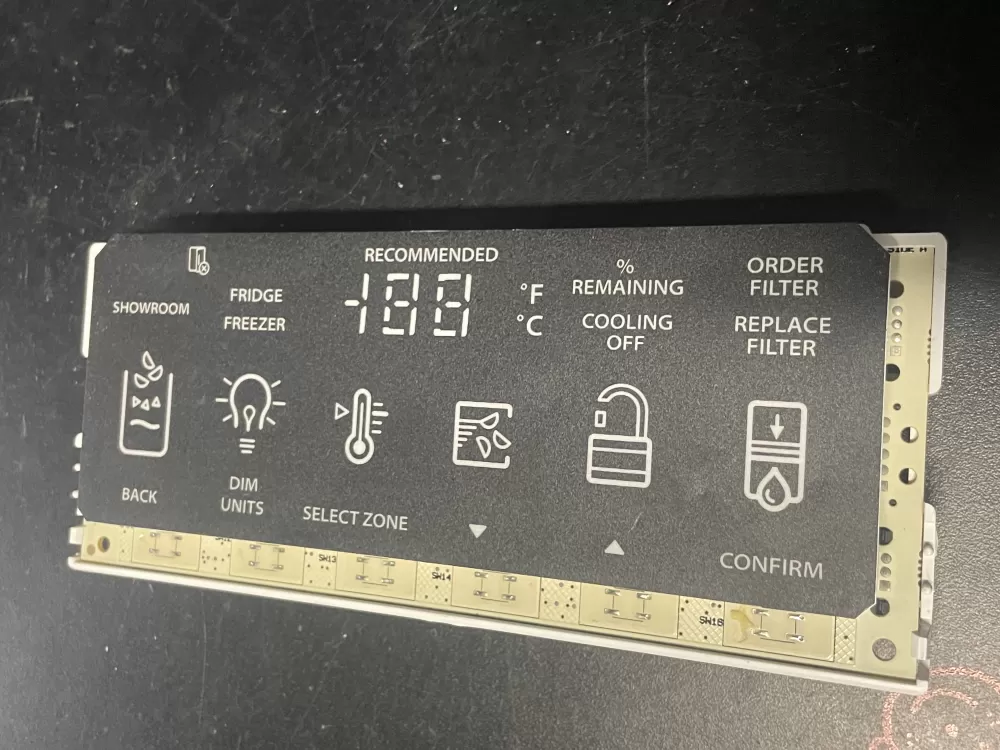 RECOMMENDED
SHOWROOM
FRIDGE
FREEZER
-188
°F
°C
%
REMAINING
COOLING
OFF
ORDER
FILTER
REPLACE
FILTER
BACK
DIM
UNITS
SELECT ZONE
CONFIRM
SW13
SW14
SW18
SIDE A